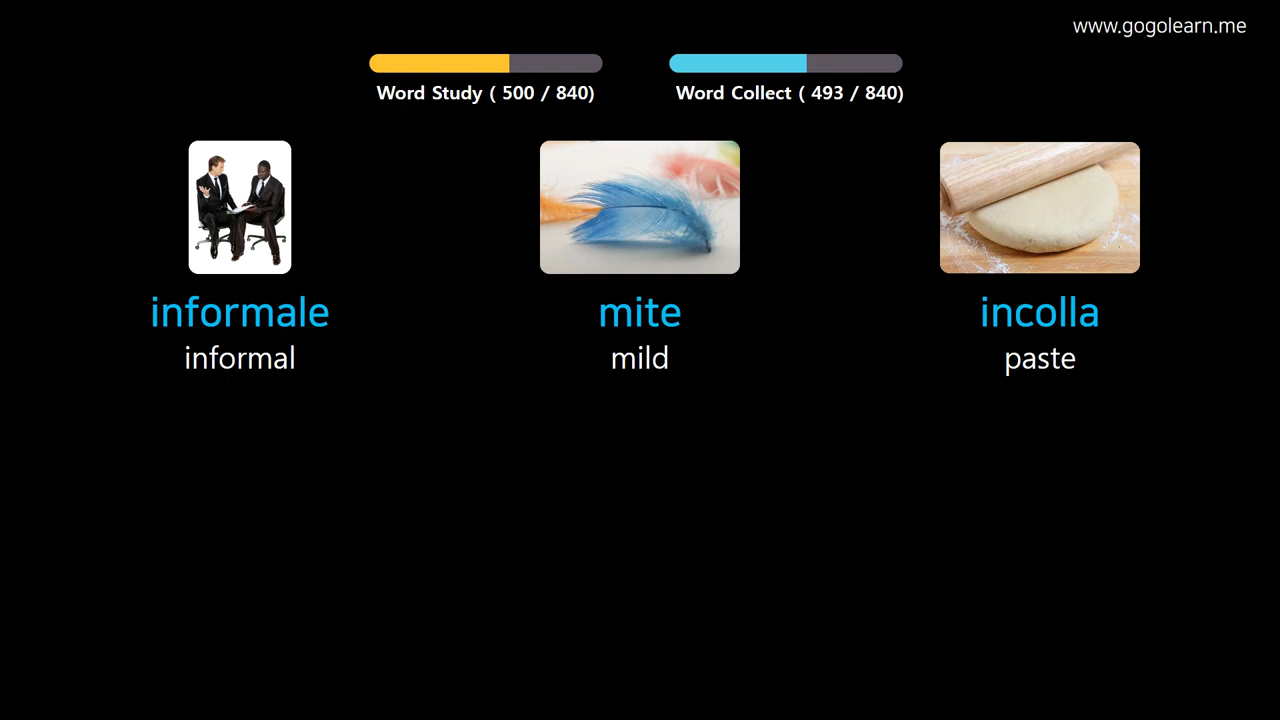 www.gogolearn.me
Word Study ( 500 / 840)
Word Collect ( 493 / 840)
informale
informal
mite
mild
incolla
paste